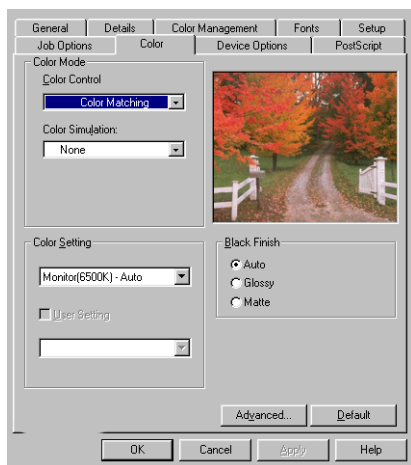 General Details Color Management Fonts Setup
Job Options Color Device Options PostScript
Color Mode
Color Control
Color Matching
Color Simulation:
None
Color Setting
Monitor(6500K) - Auto
User Setting
Black Finish
Auto
Glossy
Matte
Advanced... Default
OK Cancel Apply Help